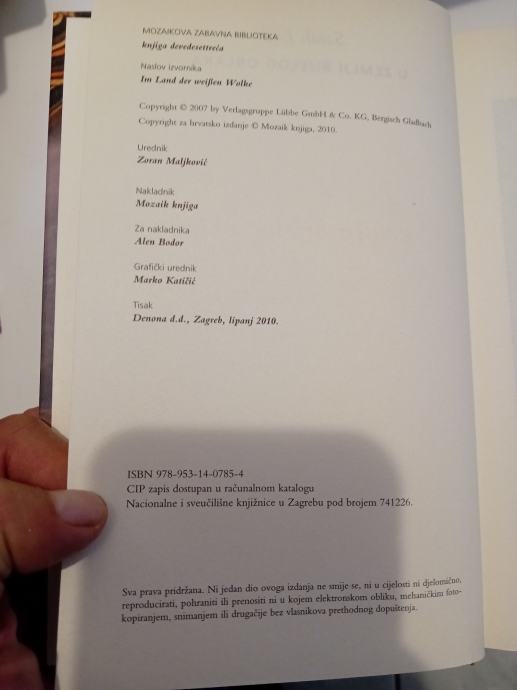 MOZAIKOVA ZABAVNA BIBLIOTEKA
knjiga devedesettreća
Naslov izvornika
Im Land der weißen Wolke
Copyright © 2007 by Verlagsgruppe Lübbe GmbH & Co. KG, Bergisch Gladbach
Copyright za hrvatsko izdanje © Mozaik knjiga, 2010.
Urednik
Zoran Maljković
Nakladnik
Mozaik knjiga
Za nakladnika
Alen Bodor
Grafički urednik
Marko Katičić
Tisak
Denona d.d., Zagreb, lipanj 2010.
ISBN 978-953-14-0785-4
CIP zapis dostupan u računalnom katalogu
Nacionalne i sveučilišne knjižnice u Zagrebu pod brojem 741226.
Sva prava pridržana. Ni jedan dio ovoga izdanja ne smije se, ni u cijelosti ni djelomično,
reproducirati, pohraniti ili prenositi ni u kojem elektronskom obliku, mehaničkim foto-
kopiranjem, snimanjem ili drugačije bez vlasnikova prethodnog dopuštenja.